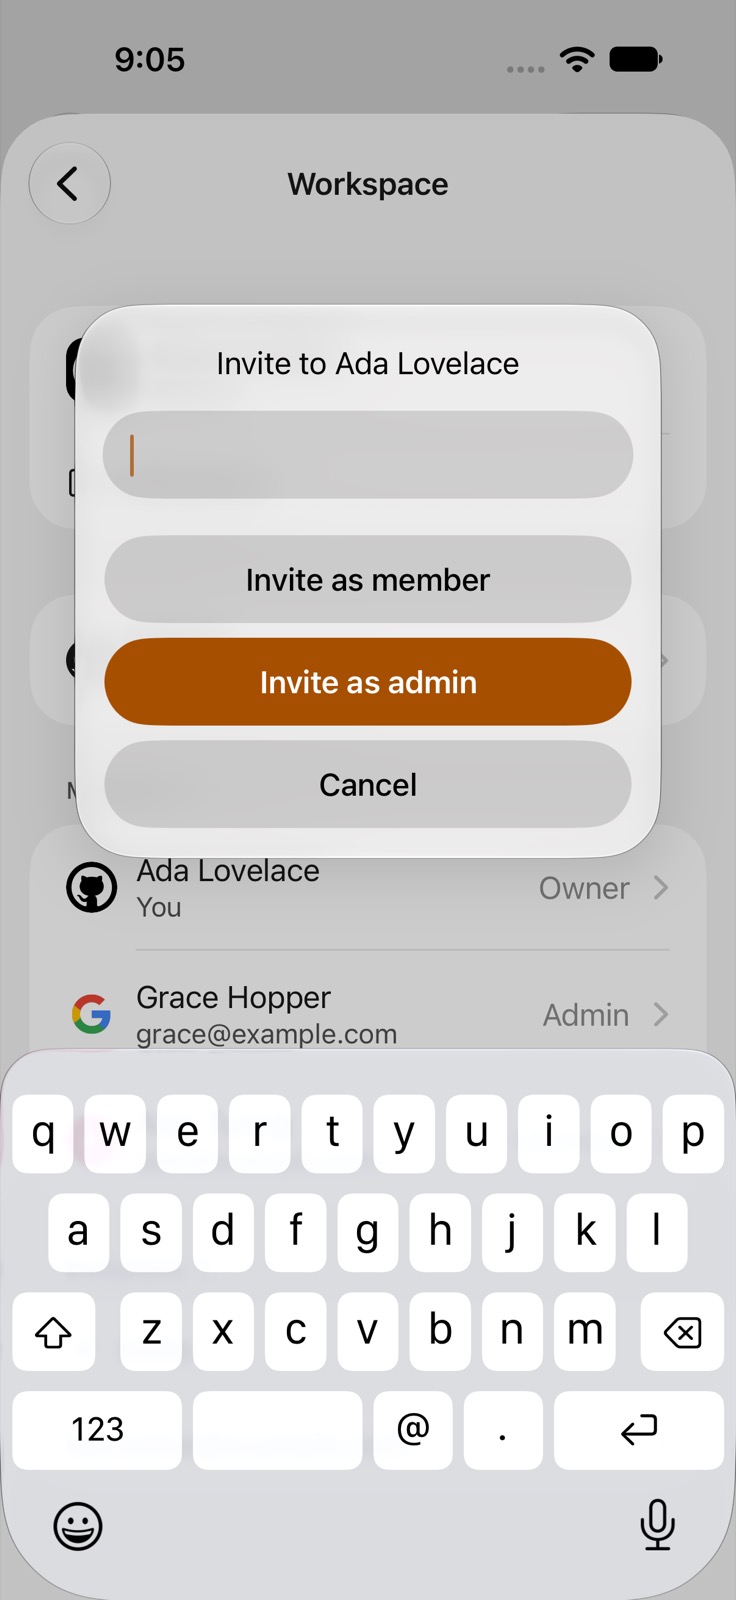 9:05
Workspace
Invite to Ada Lovelace
Invite as member
Invite as admin
Cancel
Ada Lovelace
You
Owner
Grace Hopper
grace@example.com
Admin
q w e r t y u i o p
a s d f g h j k l
z x c v b n m
123 @ .